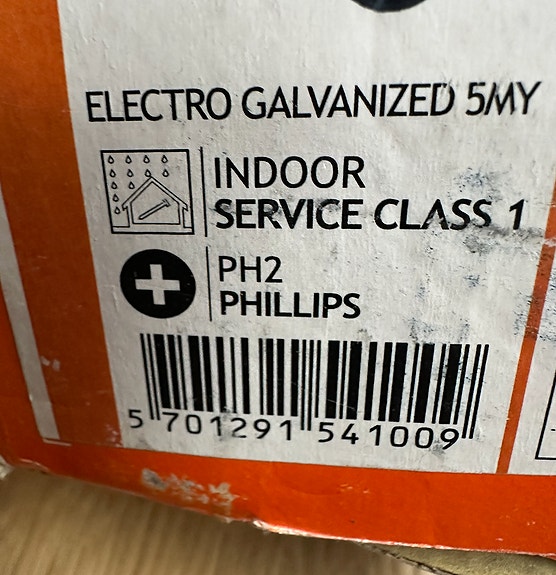 ELECTRO GALVANIZED 5MY
INDOOR
SERVICE CLASS 1
PH2
PHILLIPS
5 701291 541009